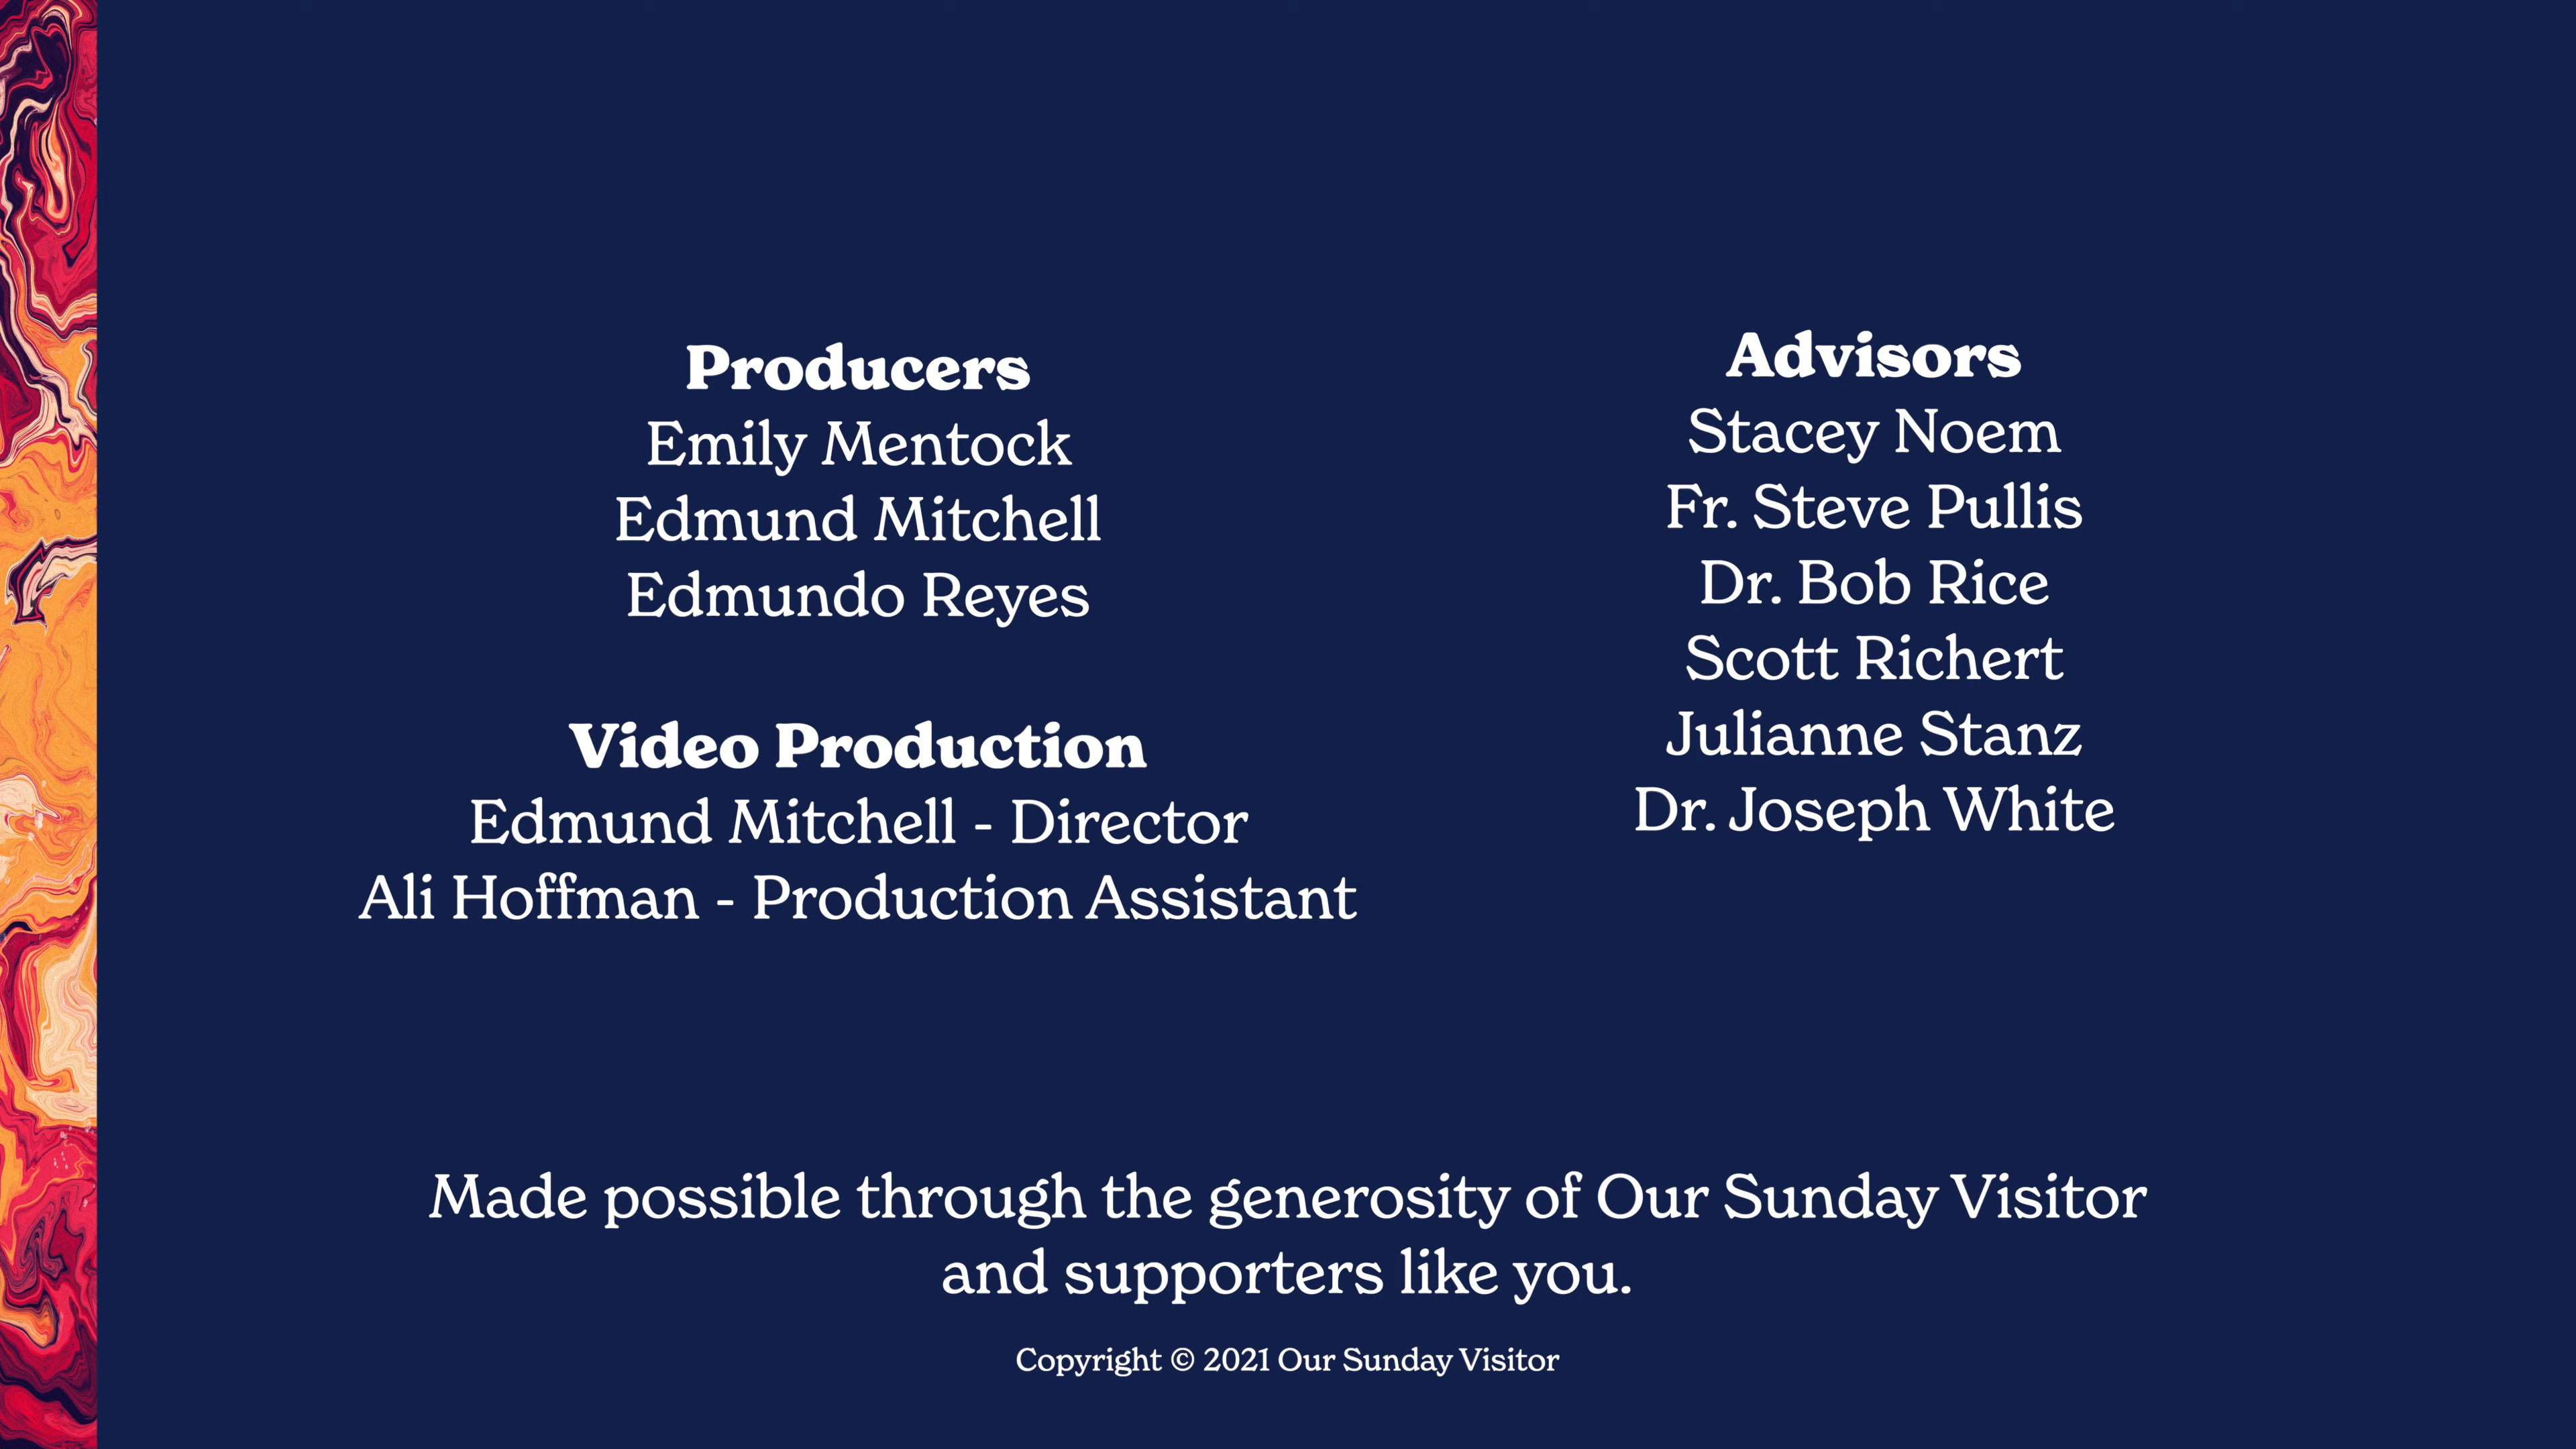 Producers
Emily Mentock
Edmund Mitchell
Edmundo Reyes
Video Production
Edmund Mitchell - Director
Ali Hoffman - Production Assistant
Advisors
Stacey Noem
Fr. Steve Pullis
Dr. Bob Rice
Scott Richert
Julianne Stanz
Dr. Joseph White
Made possible through the generosity of Our Sunday Visitor
and supporters like you.
Copyright © 2021 Our Sunday Visitor